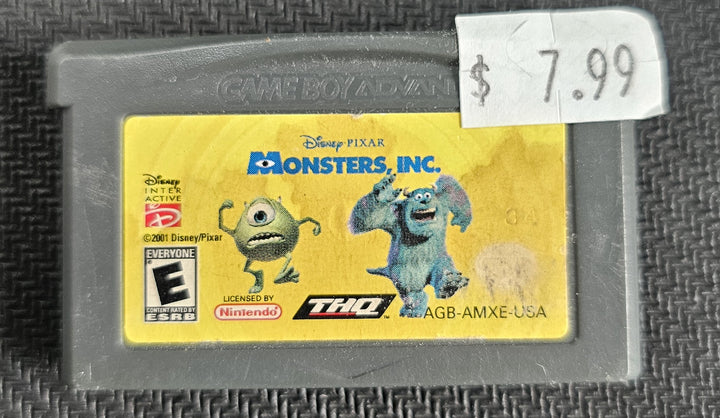 GAME BOY ADVAN
$ 7.99
Disney·PIXAR
MONSTERS, INC.
Disney
INTER
ACTIVE
©2001 Disney/Pixar
EVERYONE
E
CONTENT RATED BY
ESRB
LICENSED BY
Nintendo
THQ
AGB-AMXE-USA